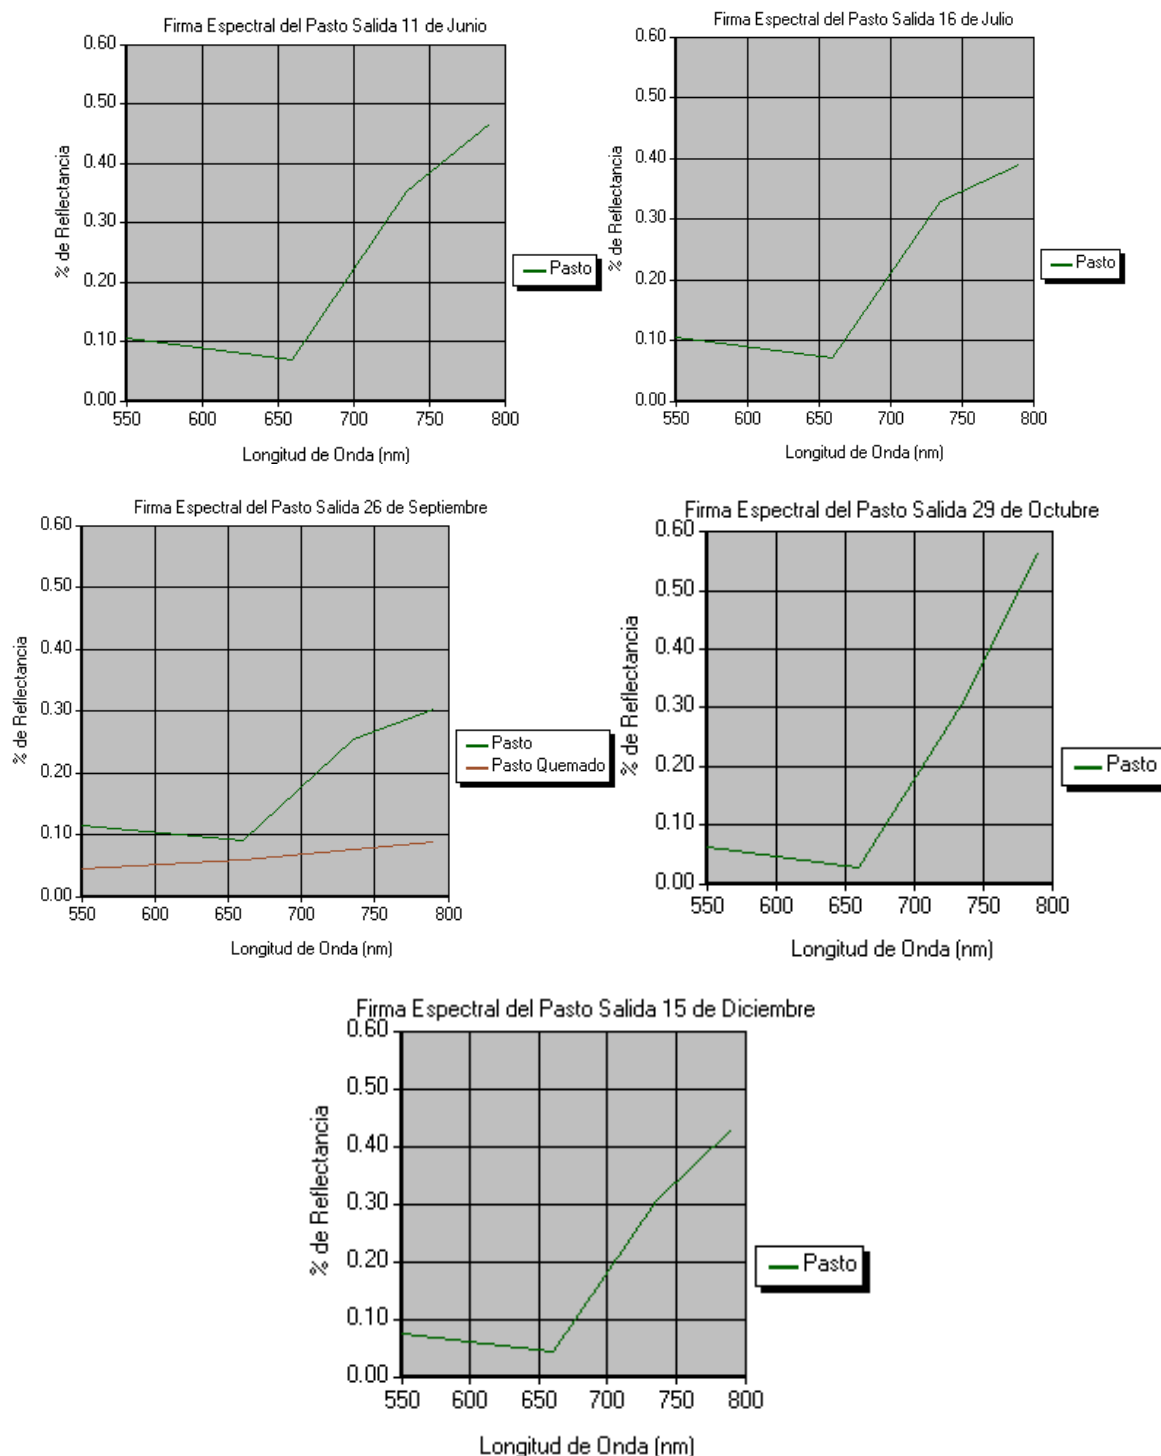 Firma Espectral del Pasto Salida 11 de Junio
0.60
0.50
0.40
0.30
0.20
0.10
0.00
% de Reflectancia
550 600 650 700 750 800
Longitud de Onda (nm)
Pasto
Firma Espectral del Pasto Salida 16 de Julio
0.60
0.50
0.40
0.30
0.20
0.10
0.00
% de Reflectancia
550 600 650 700 750 800
Longitud de Onda (nm)
Pasto
Firma Espectral del Pasto Salida 26 de Septiembre
0.60
0.50
0.40
0.30
0.20
0.10
0.00
% de Reflectancia
550 600 650 700 750 800
Longitud de Onda (nm)
Pasto
Pasto Quemado
Firma Espectral del Pasto Salida 29 de Octubre
0.60
0.50
0.40
0.30
0.20
0.10
0.00
% de Reflectancia
550 600 650 700 750 800
Longitud de Onda (nm)
Pasto
Firma Espectral del Pasto Salida 15 de Diciembre
0.60
0.50
0.40
0.30
0.20
0.10
0.00
% de Reflectancia
550 600 650 700 750 800
Longitud de Onda (nm)
Pasto